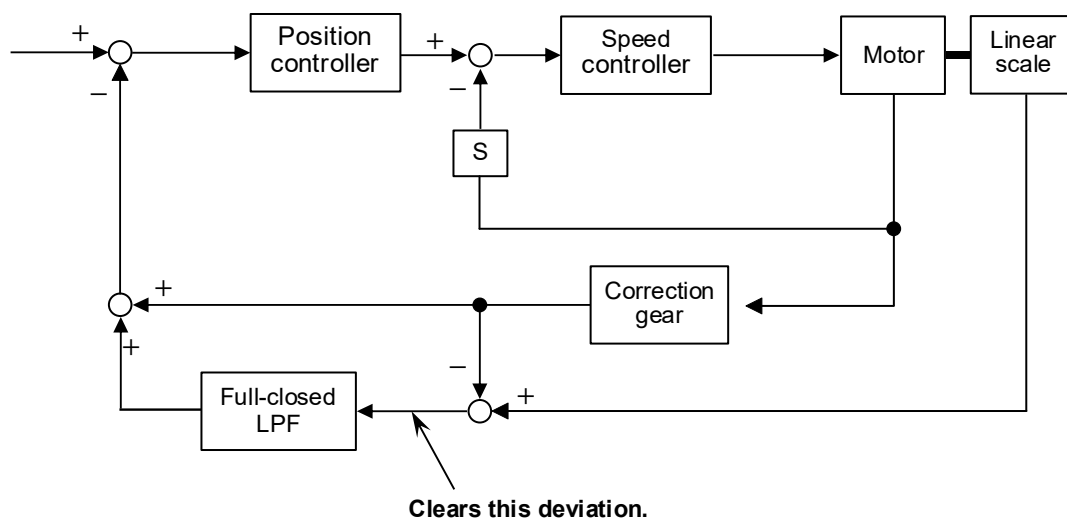 +
Position
controller
+
Speed
controller
Motor
Linear
scale
−
−
S
+
Correction
gear
+
−
+
Full-closed
LPF
Clears this deviation.